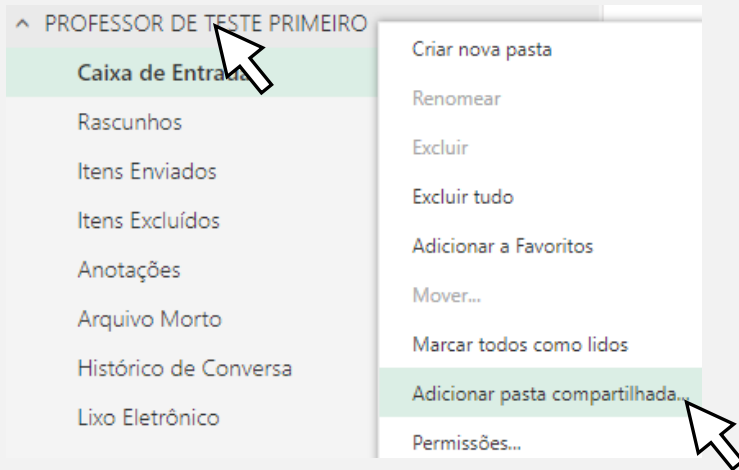 PROFESSOR DE TESTE PRIMEIRO
Caixa de Entrada
Rascunhos
Itens Enviados
Itens Excluídos
Anotações
Arquivo Morto
Histórico de Conversa
Lixo Eletrônico
Criar nova pasta
Renomear
Excluir
Excluir tudo
Adicionar a Favoritos
Mover...
Marcar todos como lidos
Adicionar pasta compartilhada...
Permissões...